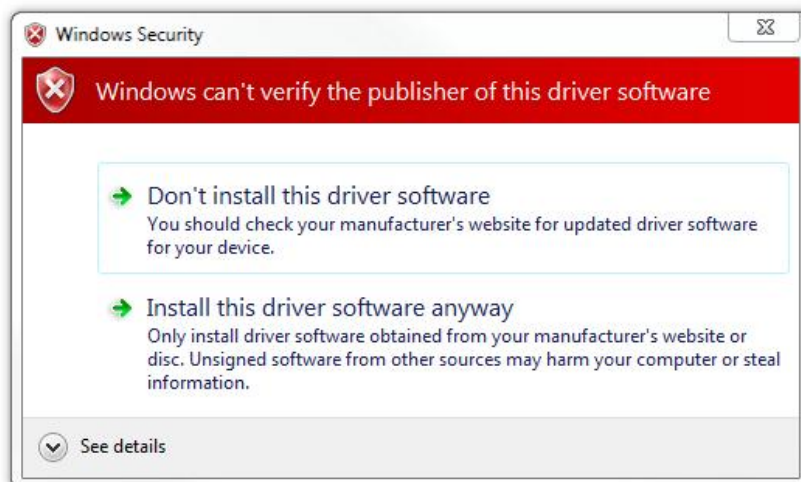 Windows Security
Windows can't verify the publisher of this driver software
Don't install this driver software
You should check your manufacturer's website for updated driver software
for your device.
Install this driver software anyway
Only install driver software obtained from your manufacturer's website or
disc. Unsigned software from other sources may harm your computer or steal
information.
See details